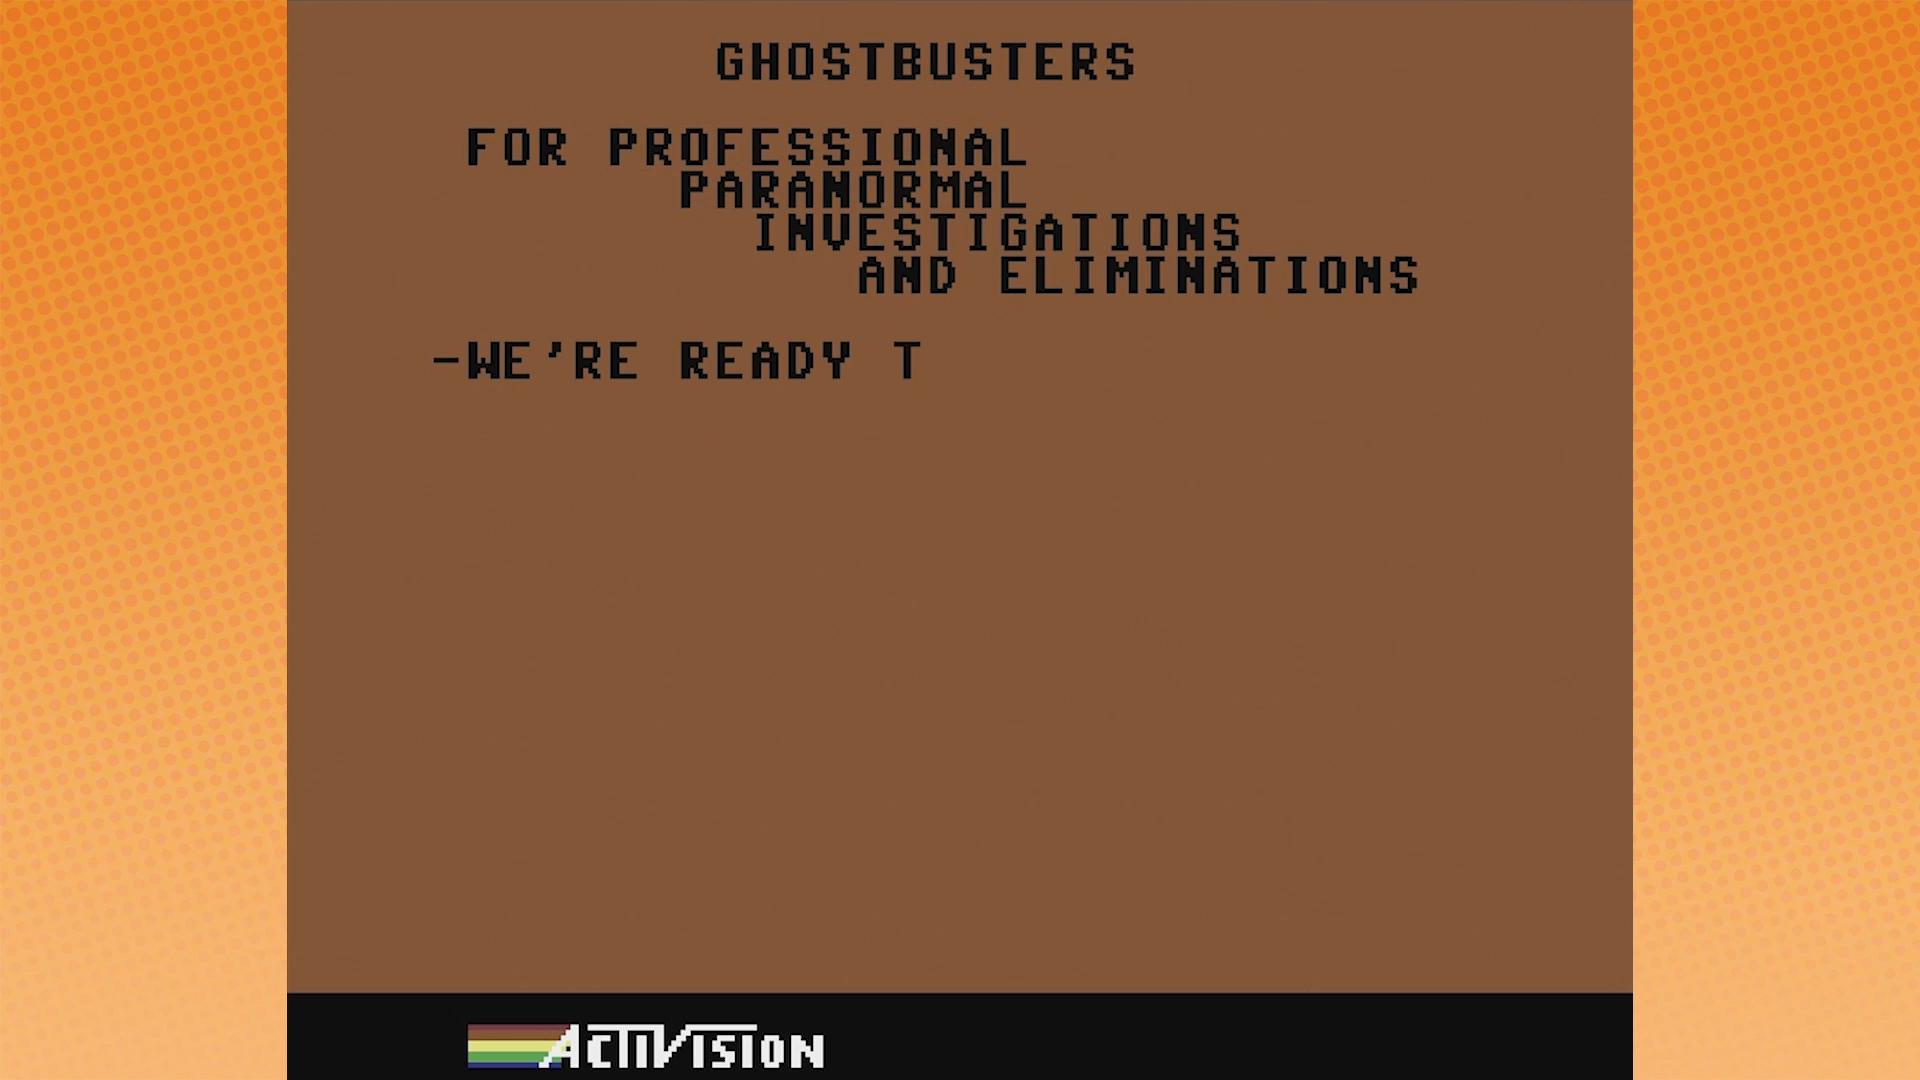 GHOSTBUSTERS
FOR PROFESSIONAL
PARANORMAL
INVESTIGATIONS
AND ELIMINATIONS
-WE'RE READY T
ACTIVISION